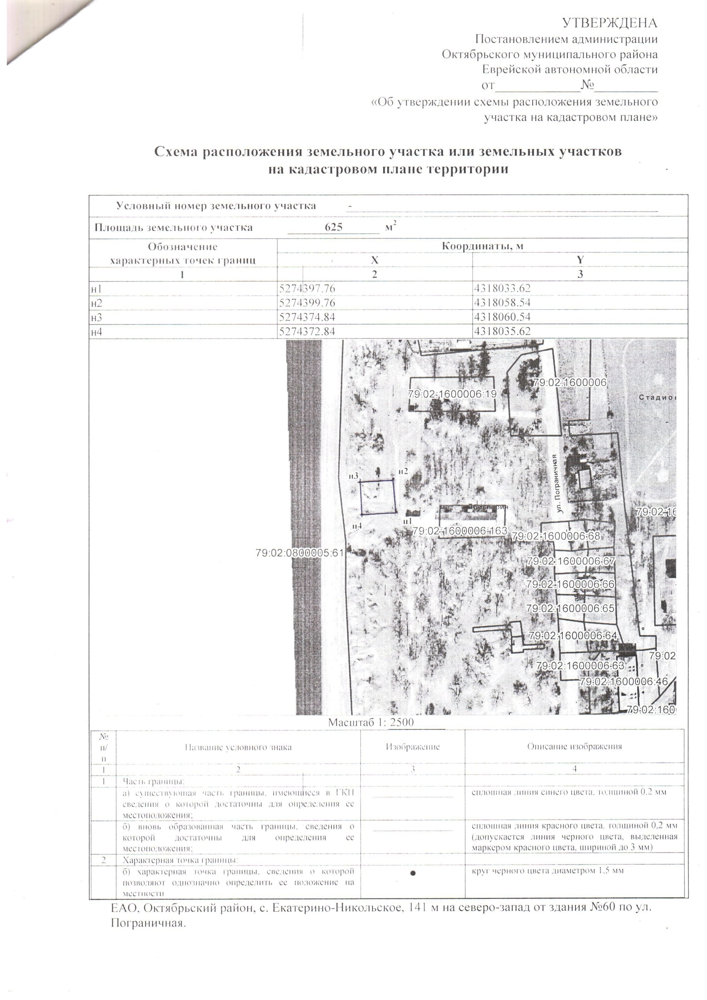 УТВЕРЖДЕНА
Постановлением администрации
Октябрьского муниципального района
Еврейской автономной области
от____________№_________
«Об утверждении схемы расположения земельного
участка на кадастровом плане»
Схема расположения земельного участка или земельных участков
на кадастровом плане территории
Условный номер земельного участка -
Площадь земельного участка 625 м²
Обозначение
характерных точек границ
Координаты, м
X Y
1 2 3
н1 5274397.76 4318033.62
н2 5274399.76 4318058.54
н3 5274374.84 4318060.54
н4 5274372.84 4318035.62
79:02:1600006
79:02:1600006:19
Стадион
ул. Пограничная
58
н3
н2
н1
н4
79:02:16
79:02:1600006:163
79:02:1600006:68
79:02:0800005:61
79:02:1600006:67
79:02:1600006:66
79:02:1600006:65
79:02:1600006:64
79:02
79:02:1600006:63
79:02:1600006:46
79:02:160
Масштаб 1: 2500
№
п/
п
Название условного знака
Изображение
Описание изображения
1 2 3 4
1 Часть границы:
а) существующая часть границы, имеющиеся в ГКН
сведения о которой достаточны для определения ее
местоположения;
сплошная линия синего цвета, толщиной 0,2 мм
б) вновь образованная часть границы, сведения о
которой достаточны для определения ее
местоположения;
сплошная линия красного цвета, толщиной 0,2 мм
(допускается линия черного цвета, выделенная
маркером красного цвета, шириной до 3 мм)
2 Характерная точка границы:
б) характерная точка границы, сведения о которой
позволяют однозначно определить ее положение на
местности
круг черного цвета диаметром 1,5 мм
ЕАО, Октябрьский район, с. Екатерино-Никольское, 141 м на северо-запад от здания №60 по ул.
Пограничная.